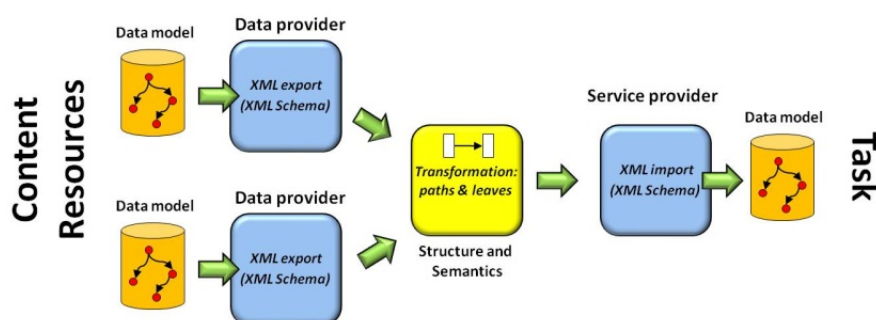 Content
Resources
Data model
Data provider
XML export
(XML Schema)
Data model
Data provider
XML export
(XML Schema)
Transformation:
paths & leaves
Structure and
Semantics
Service provider
XML import
(XML Schema)
Data model
Task